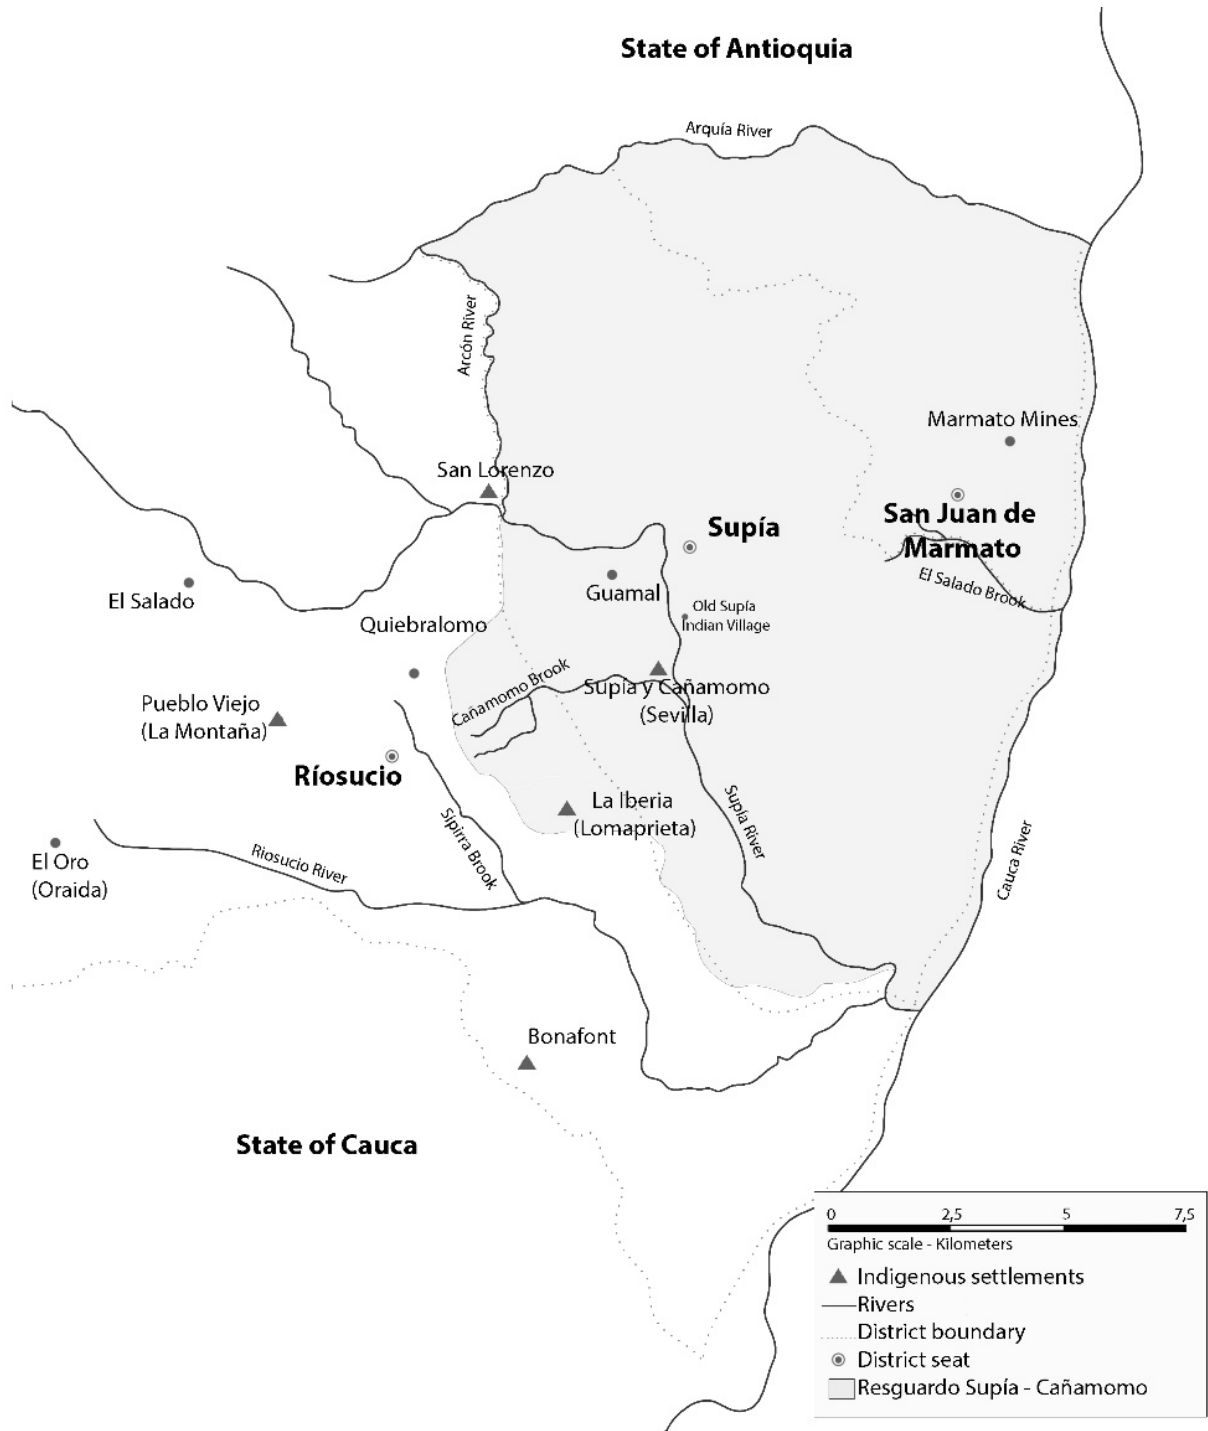 State of Antioquia
Arquía River
Arcón River
Marmato Mines
San Lorenzo
San Juan de
Marmato
Supía
El Salado Brook
Guamal
El Salado
Old Supía
Indian Village
Quiebralomo
Cañamomo Brook
Supía y Cañamomo
(Sevilla)
Pueblo Viejo
(La Montaña)
Ríosucio
La Iberia
(Lomaprieta)
Supía River
Sipirra Brook
Cauca River
El Oro
(Oraida)
Riosucio River
Bonafont
State of Cauca
0 2,5 5 7,5
Graphic scale - Kilometers
Indigenous settlements
Rivers
District boundary
District seat
Resguardo Supía - Cañamomo